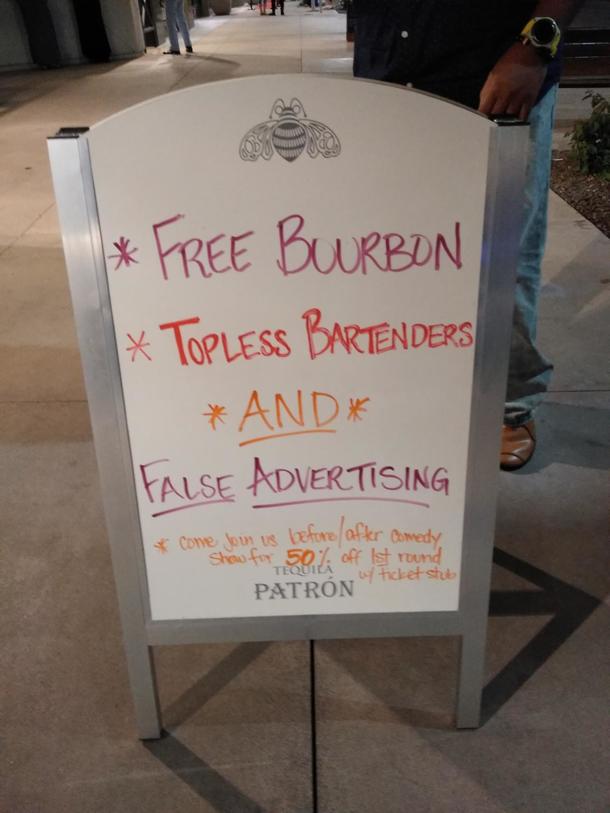 * FREE BOURBON
* TOPLESS BARTENDERS
* AND *
FALSE ADVERTISING
* come join us before/after comedy
show for 50% off 1st round
w/ ticket stub
TEQUILA
PATRÓN